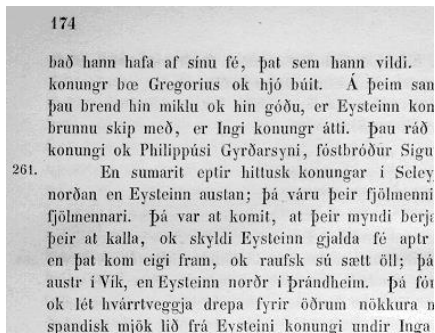 174
bað hann hafa af sínu fé, þat sem hann vildi.
konungr bœ Gregorius ok hjó búit. Á þeim
þau brend hin miklu ok hin góðu, er Eysteinn
brunnu skip með, er Ingi konungr átti. Þau ráð
konungi ok Philippúsi Gyrðarsyni, fóstbróður
261. En sumarit eptir hittusk konungar í
norðan en Eysteinn austan; þá váru þeir
fjölmennari. Þá var at komit, at þeir myndi
þeir at kalla, ok skyldi Eysteinn gjalda fé aptr
en þat kom eigi fram, ok raufsk sú sætt öll;
austr í Vík, en Eysteinn norðr í Þrándheim. Þá
ok lét hvárrtveggja drepa fyrir öðrum nökkura
spandisk mjök lið frá Eysteini konungi undir Inga